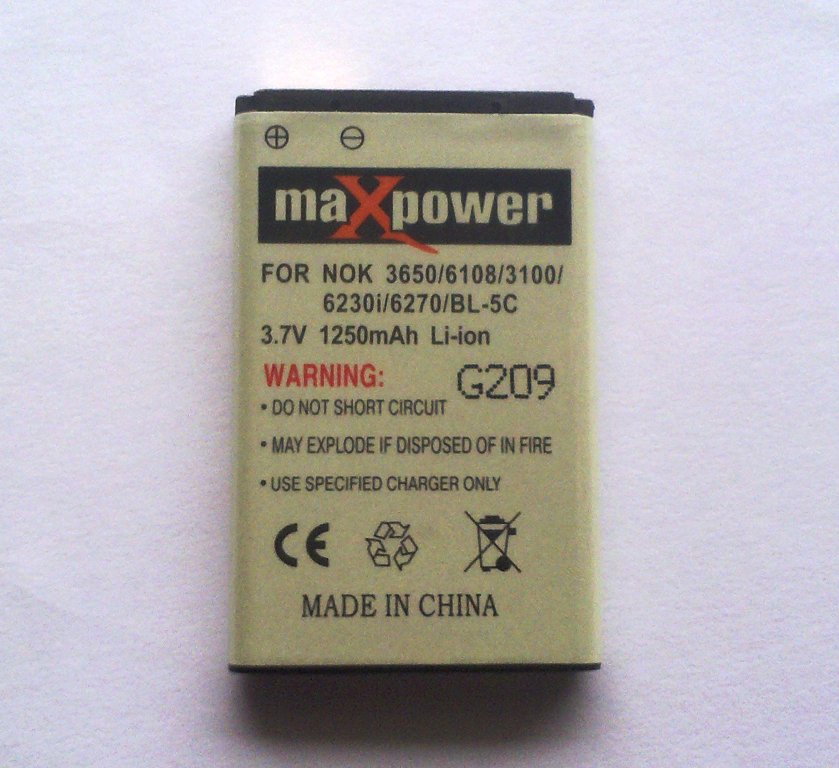 maXpower
FOR NOK 3650/6108/3100/
6230i/6270/BL-5C
3.7V 1250mAh Li-ion
WARNING: G209
• DO NOT SHORT CIRCUIT
• MAY EXPLODE IF DISPOSED OF IN FIRE
• USE SPECIFIED CHARGER ONLY
CE
MADE IN CHINA